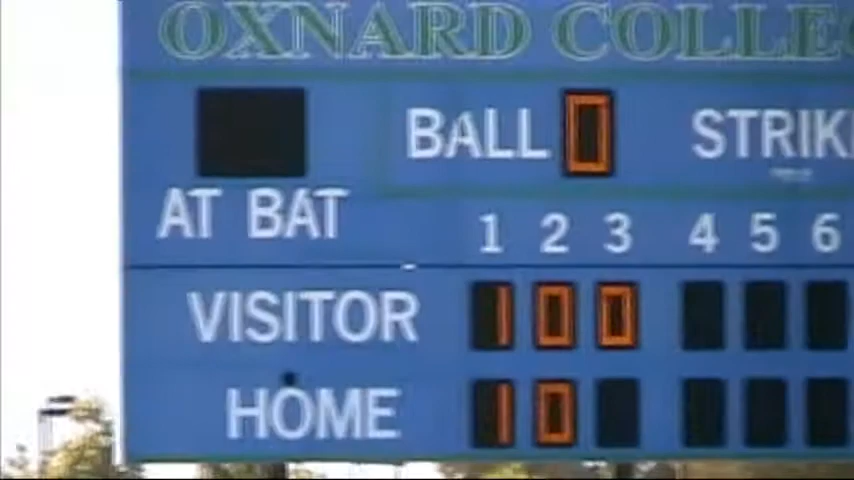 OXNARD COLLE
BALL 0 STRIK
AT BAT
1 2 3 4 5 6
VISITOR 1 0 0
HOME 1 0